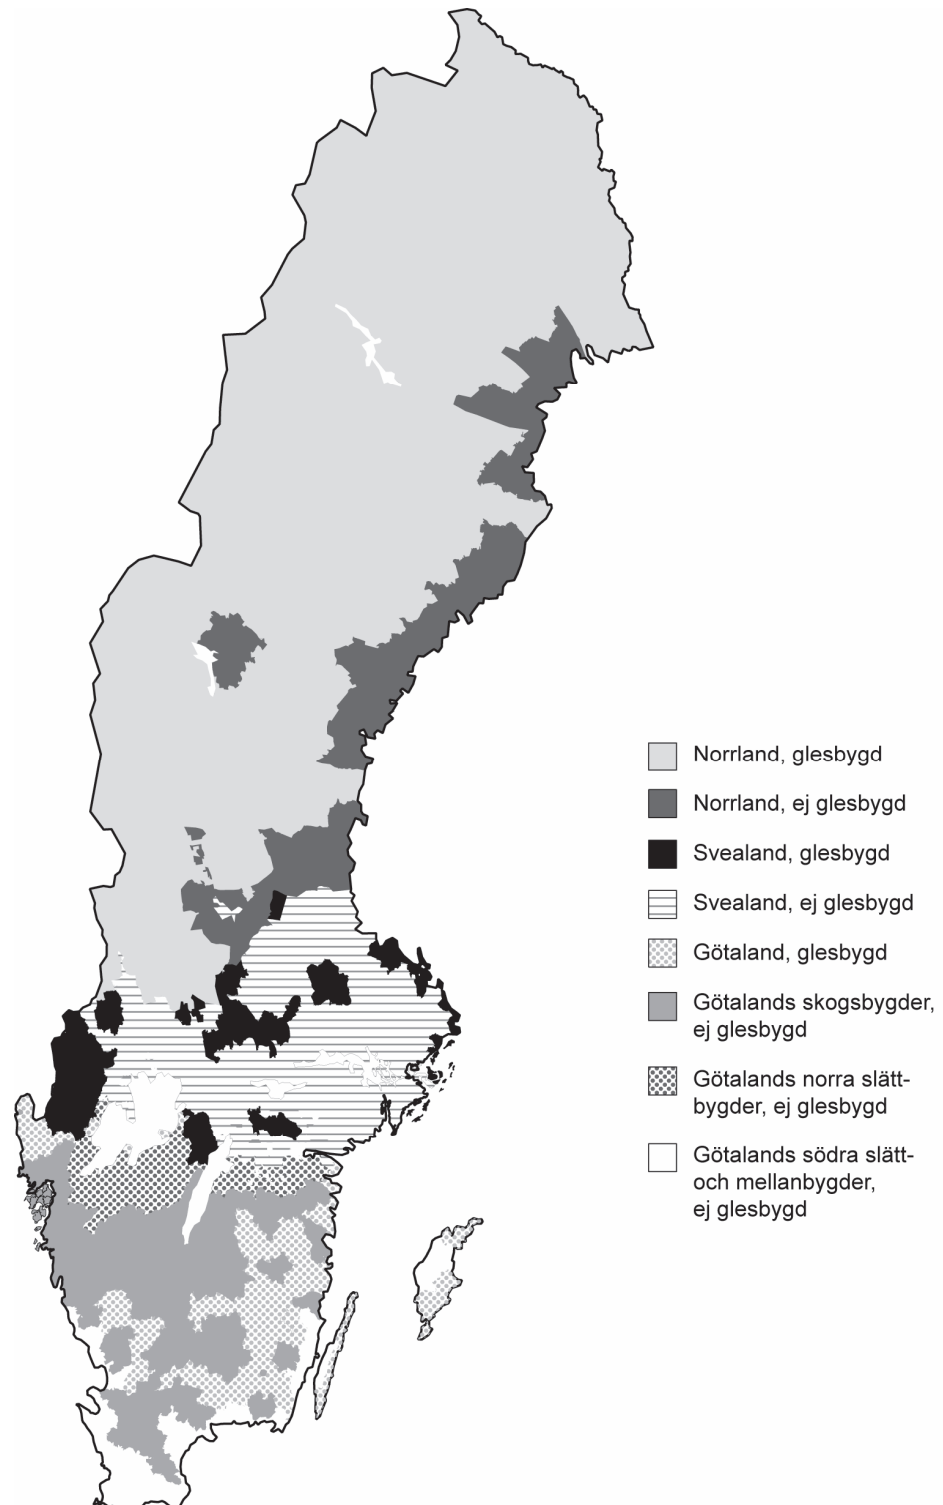 Norrland, glesbygd
Norrland, ej glesbygd
Svealand, glesbygd
Svealand, ej glesbygd
Götaland, glesbygd
Götalands skogsbygder,
ej glesbygd
Götalands norra slätt-
bygder, ej glesbygd
Götalands södra slätt-
och mellanbygder,
ej glesbygd